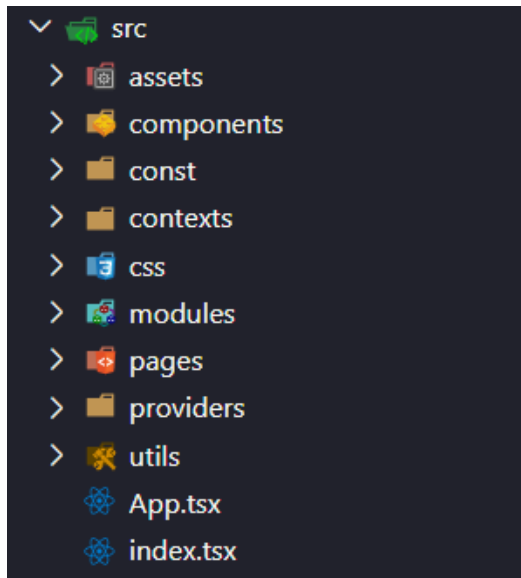 src
assets
components
const
contexts
css
modules
pages
providers
utils
App.tsx
index.tsx